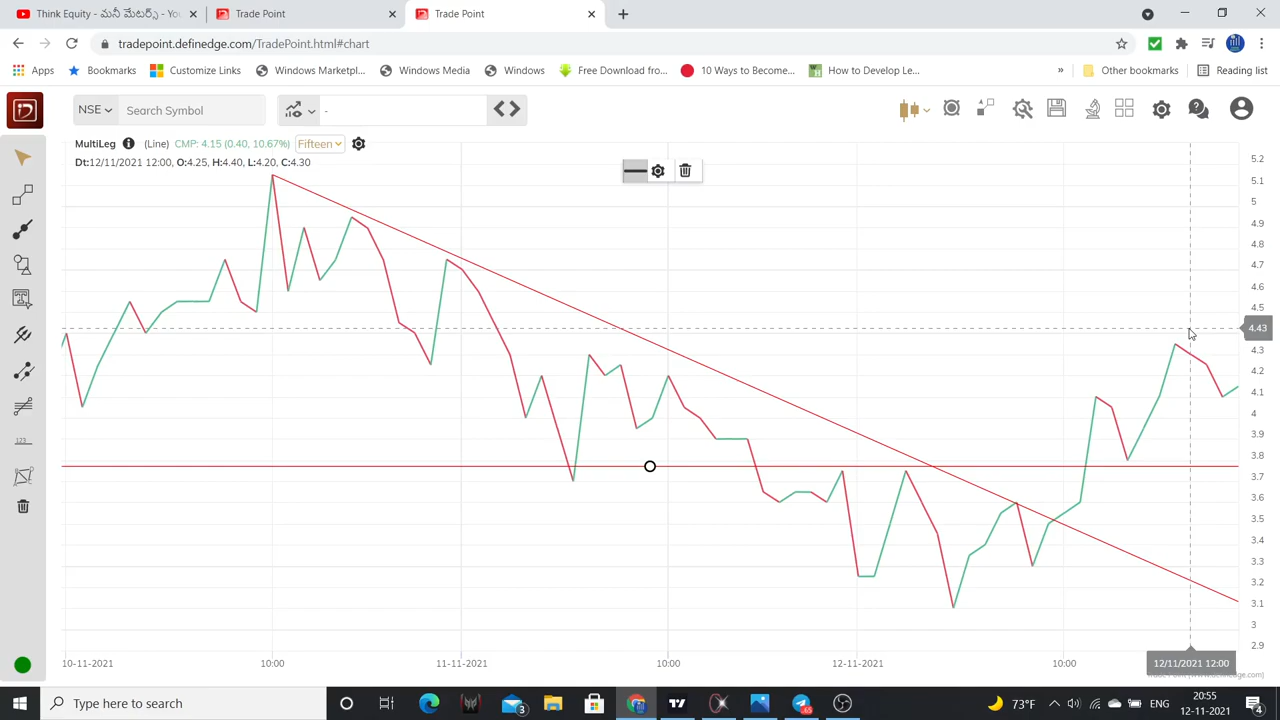 Think Equity - మనీ మేటర్స్ - You
Trade Point
Trade Point
tradepoint.definedge.com/TradePoint.html#chart
Apps
Bookmarks
Customize Links
Windows Marketpl...
Windows Media
Windows
Free Download fro...
10 Ways to Become...
How to Develop Le...
»
Other bookmarks
Reading list
NSE
Search Symbol
-
MultiLeg (Line) CMP: 4.15 (0.40, 10.67%) Fifteen
Dt:12/11/2021 12:00, O:4.25, H:4.40, L:4.20, C:4.30
5.2
5.1
5
4.9
4.8
4.7
4.6
4.5
4.43
4.3
4.2
4.1
4
3.9
3.8
3.7
3.6
3.5
3.4
3.3
3.2
3.1
3
2.9
123
10-11-2021
10:00
11-11-2021
10:00
12-11-2021
10:00
12/11/2021 12:00
Type here to search
3
65
73°F
ENG
20:55
12-11-2021
4